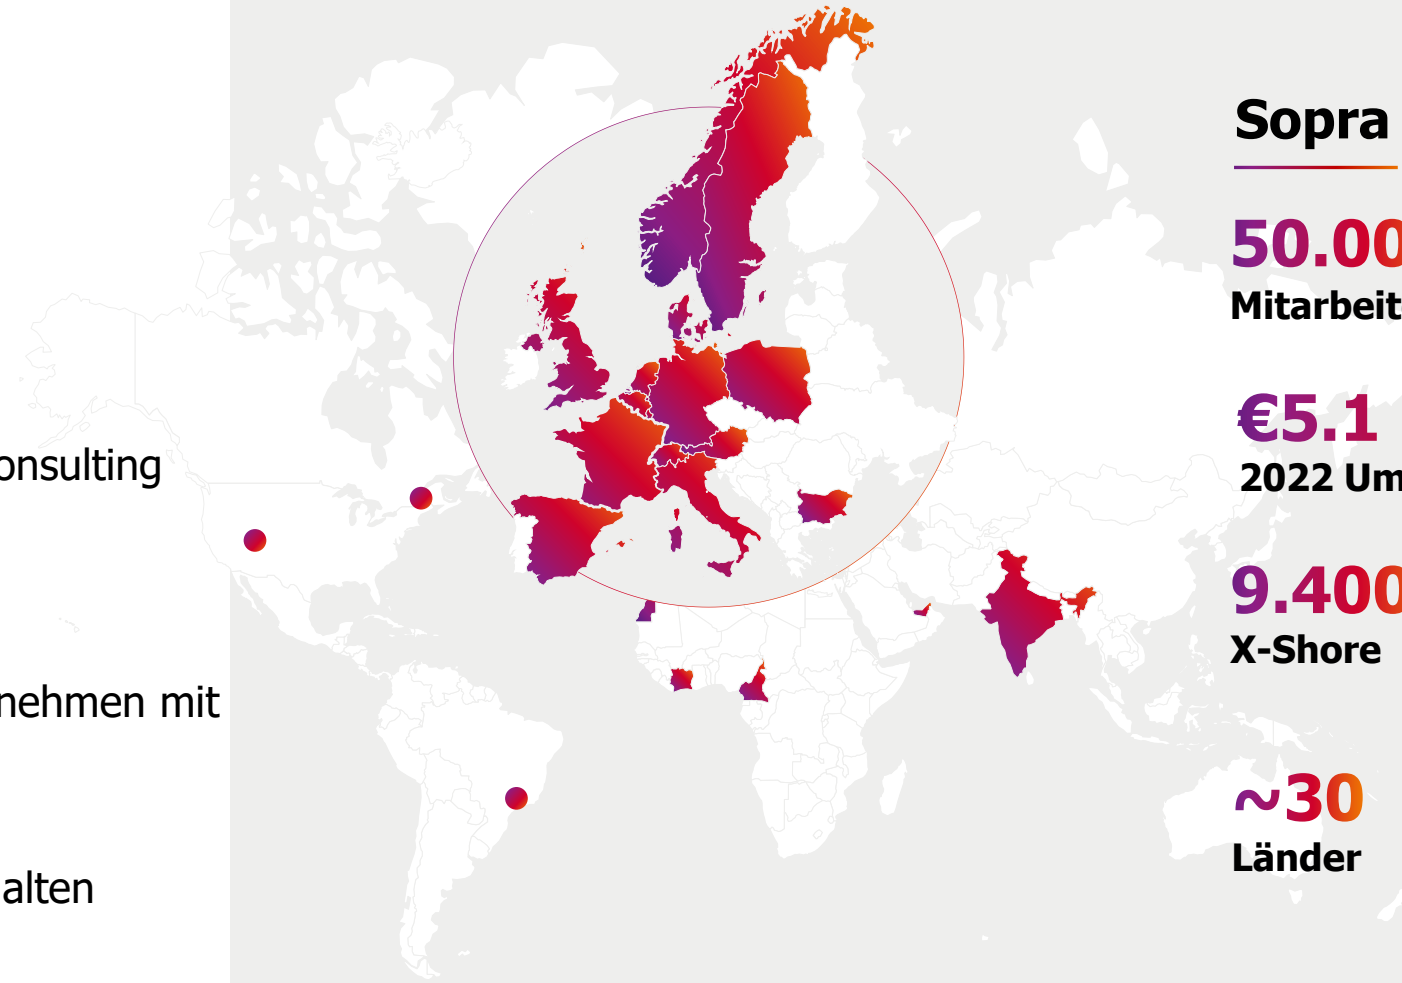 onsulting
nehmen mit
alten
Sopra
50.00
Mitarbeit
€5.1
2022 Um
9.400
X-Shore
~30
Länder